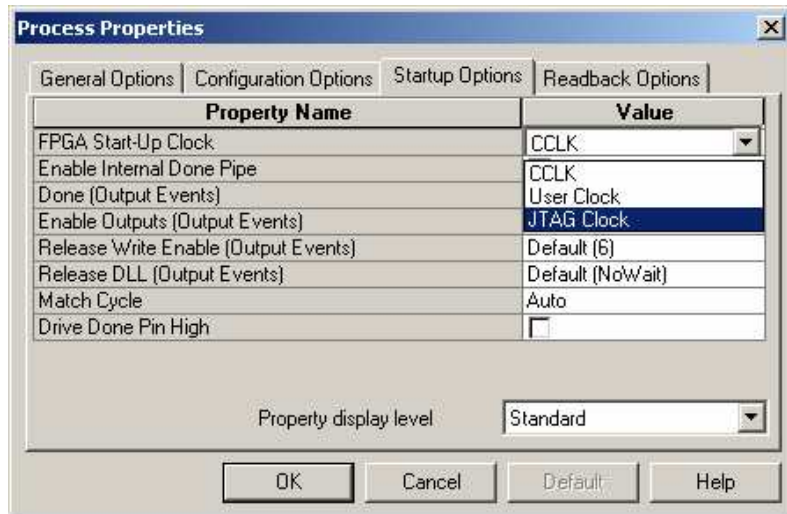 Process Properties
General Options Configuration Options Startup Options Readback Options
Property Name Value
FPGA Start-Up Clock CCLK
Enable Internal Done Pipe CCLK
Done (Output Events) User Clock
Enable Outputs (Output Events) JTAG Clock
Release Write Enable (Output Events) Default (6)
Release DLL (Output Events) Default (NoWait)
Match Cycle Auto
Drive Done Pin High
Property display level Standard
OK Cancel Default Help